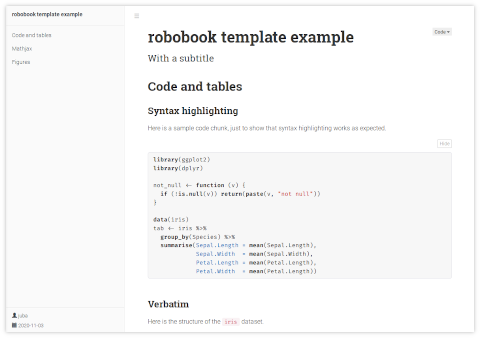 robobook template example
Code and tables
Mathjax
Figures
juba
2020-11-05
robobook template example
Code
With a subtitle
Code and tables
Syntax highlighting
Here is a sample code chunk, just to show that syntax highlighting works as expected.
Hide
library(ggplot2)
library(dplyr)
not_null <- function (v) {
  if (!is.null(v)) return(paste(v, "not null"))
}
data(iris)
tab <- iris %>%
  group_by(Species) %>%
  summarise(Sepal.Length = mean(Sepal.Length),
            Sepal.Width  = mean(Sepal.Width),
            Petal.Length = mean(Petal.Length),
            Petal.Width  = mean(Petal.Length))
Verbatim
Here is the structure of the iris dataset.